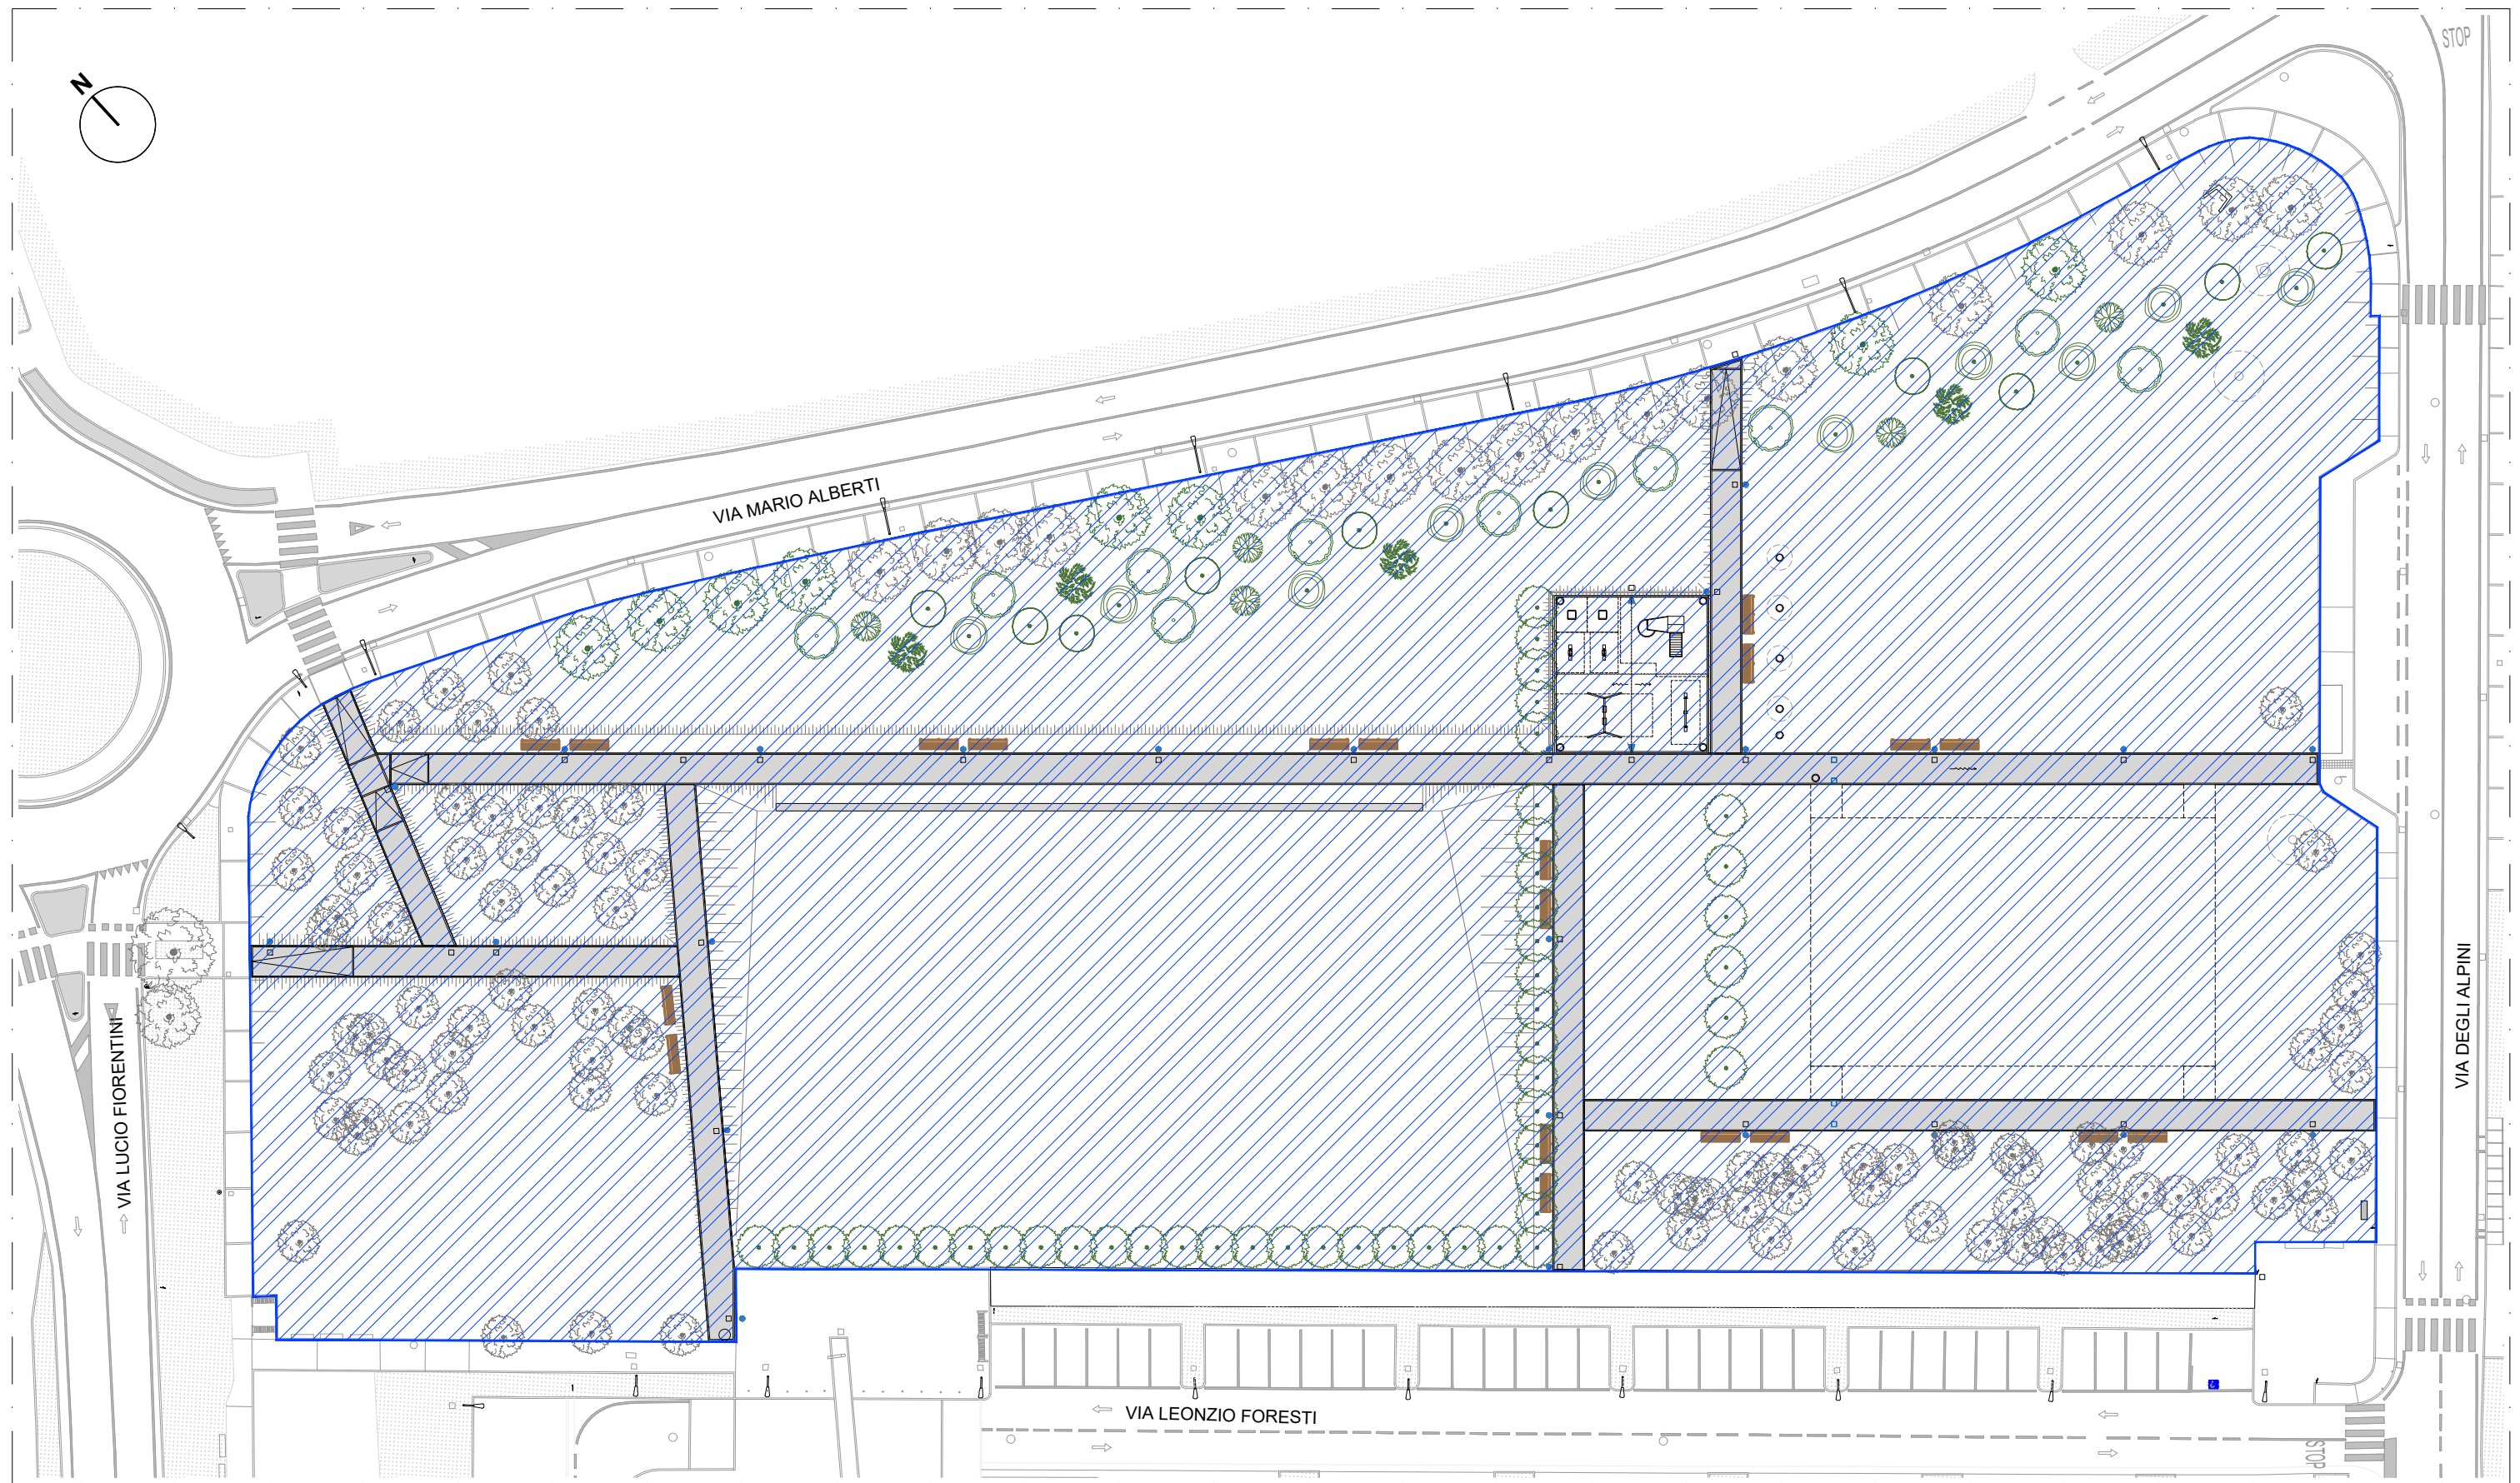 STOP
N
VIA MARIO ALBERTI
VIA LUCIO FIORENTINI
VIA DEGLI ALPINI
VIA LEONZIO FORESTI
STOP